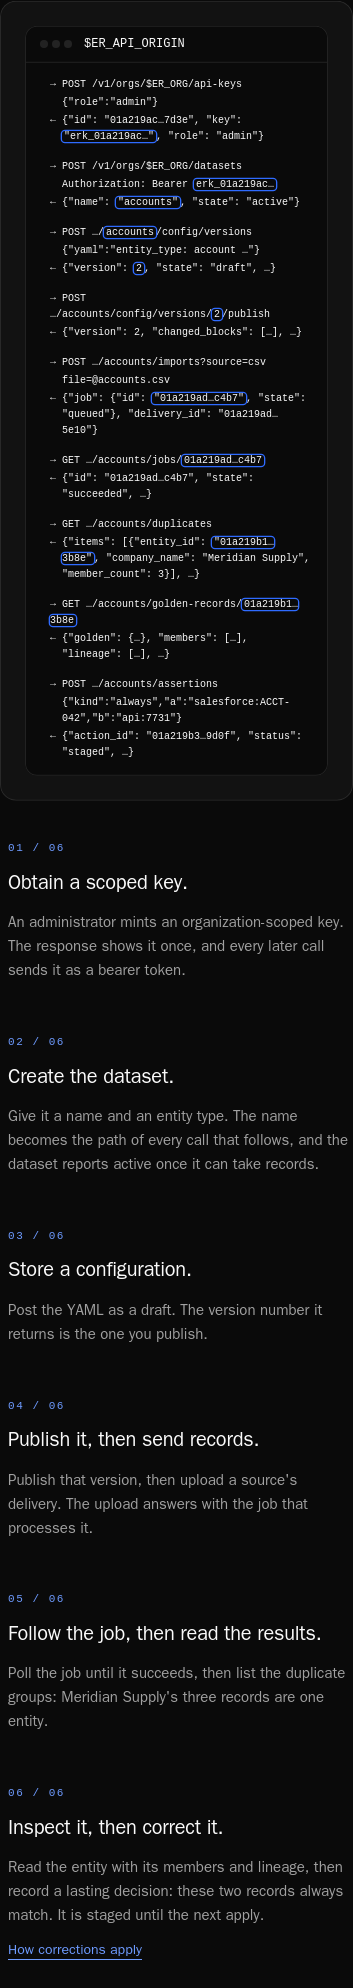 $ER_API_ORIGIN
→ POST /v1/orgs/$ER_ORG/api-keys
{"role":"admin"}
← {"id": "01a219ac…7d3e", "key":
"erk_01a219ac…", "role": "admin"}
→ POST /v1/orgs/$ER_ORG/datasets
Authorization: Bearer erk_01a219ac…
← {"name": "accounts", "state": "active"}
→ POST …/accounts/config/versions
{"yaml":"entity_type: account …"}
← {"version": 2, "state": "draft", …}
→ POST
…/accounts/config/versions/2/publish
← {"version": 2, "changed_blocks": […], …}
→ POST …/accounts/imports?source=csv
file=@accounts.csv
← {"job": {"id": "01a219ad…c4b7", "state":
"queued"}, "delivery_id": "01a219ad…
5e10"}
→ GET …/accounts/jobs/01a219ad…c4b7
← {"id": "01a219ad…c4b7", "state":
"succeeded", …}
→ GET …/accounts/duplicates
← {"items": [{"entity_id": "01a219b1…
3b8e", "company_name": "Meridian Supply",
"member_count": 3}], …}
→ GET …/accounts/golden-records/01a219b1…
3b8e
← {"golden": {…}, "members": […],
"lineage": […], …}
→ POST …/accounts/assertions
{"kind":"always","a":"salesforce:ACCT-
042","b":"api:7731"}
← {"action_id": "01a219b3…9d0f", "status":
"staged", …}
01 / 06
Obtain a scoped key.
An administrator mints an organization-scoped key.
The response shows it once, and every later call
sends it as a bearer token.
02 / 06
Create the dataset.
Give it a name and an entity type. The name
becomes the path of every call that follows, and the
dataset reports active once it can take records.
03 / 06
Store a configuration.
Post the YAML as a draft. The version number it
returns is the one you publish.
04 / 06
Publish it, then send records.
Publish that version, then upload a source's
delivery. The upload answers with the job that
processes it.
05 / 06
Follow the job, then read the results.
Poll the job until it succeeds, then list the duplicate
groups: Meridian Supply's three records are one
entity.
06 / 06
Inspect it, then correct it.
Read the entity with its members and lineage, then
record a lasting decision: these two records always
match. It is staged until the next apply.
How corrections apply